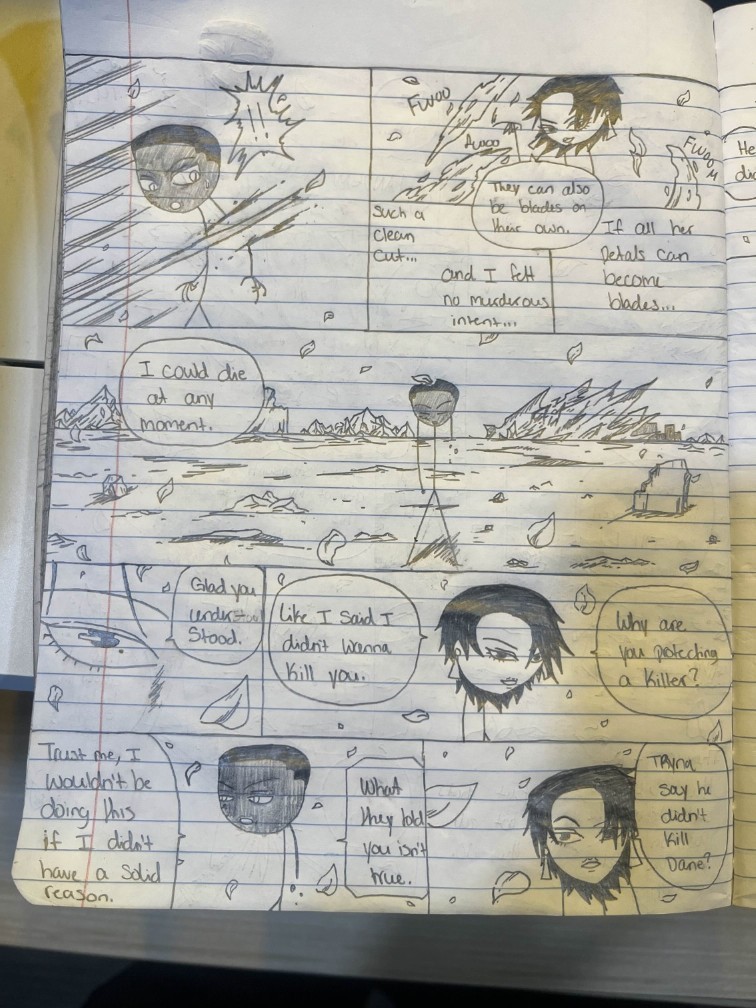 !!
FWOO
FWOOO
FWOOM
They can also
be blades on
their own.
Such a
Clean
Cut...
and I felt
no murderous
intent...
If all her
Petals can
become
blades...
I could die
at any
moment.
Glad you
under-
Stood.
Like I said I
didn't wanna
Kill you.
Why are
you protecting
a Killer?
Trust me, I
wouldn't be
doing this
if I didn't
have a solid
reason.
What
they told
you isn't
true.
Tryna
say he
didn't
Kill
Dane?
He